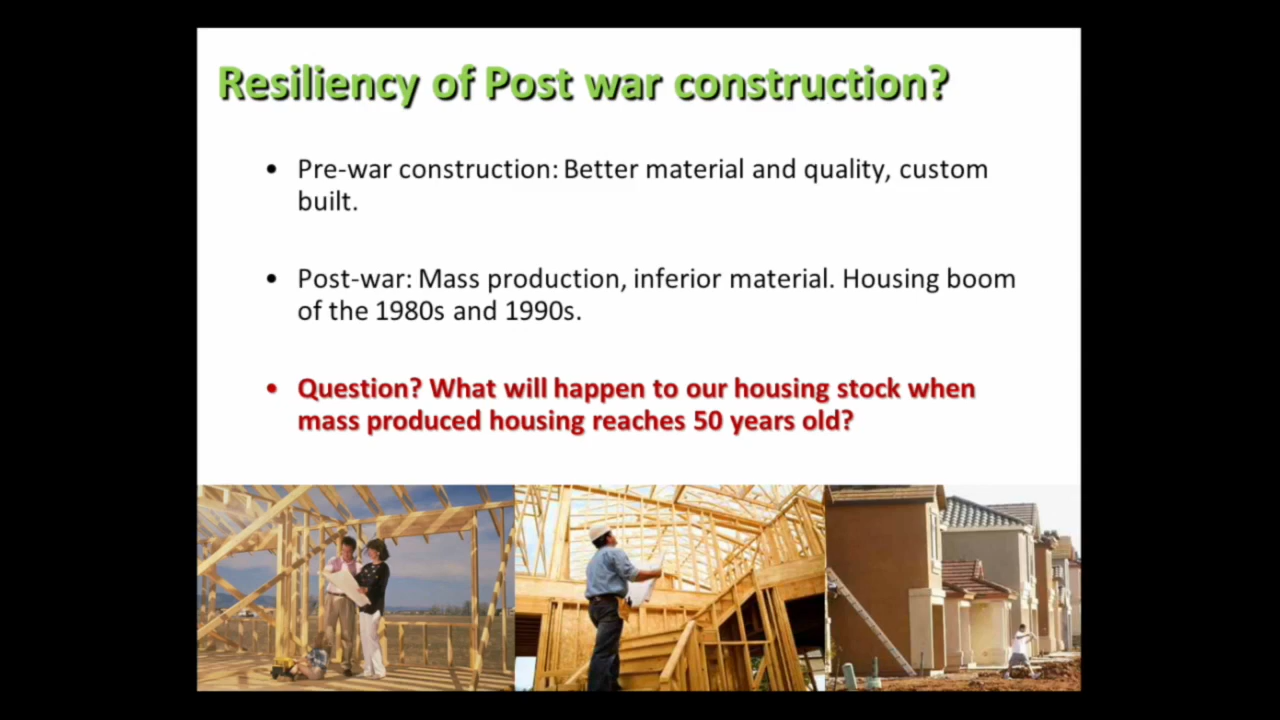 Resiliency of Post war construction?
• Pre-war construction: Better material and quality, custom
built.
• Post-war: Mass production, inferior material. Housing boom
of the 1980s and 1990s.
• Question? What will happen to our housing stock when
mass produced housing reaches 50 years old?